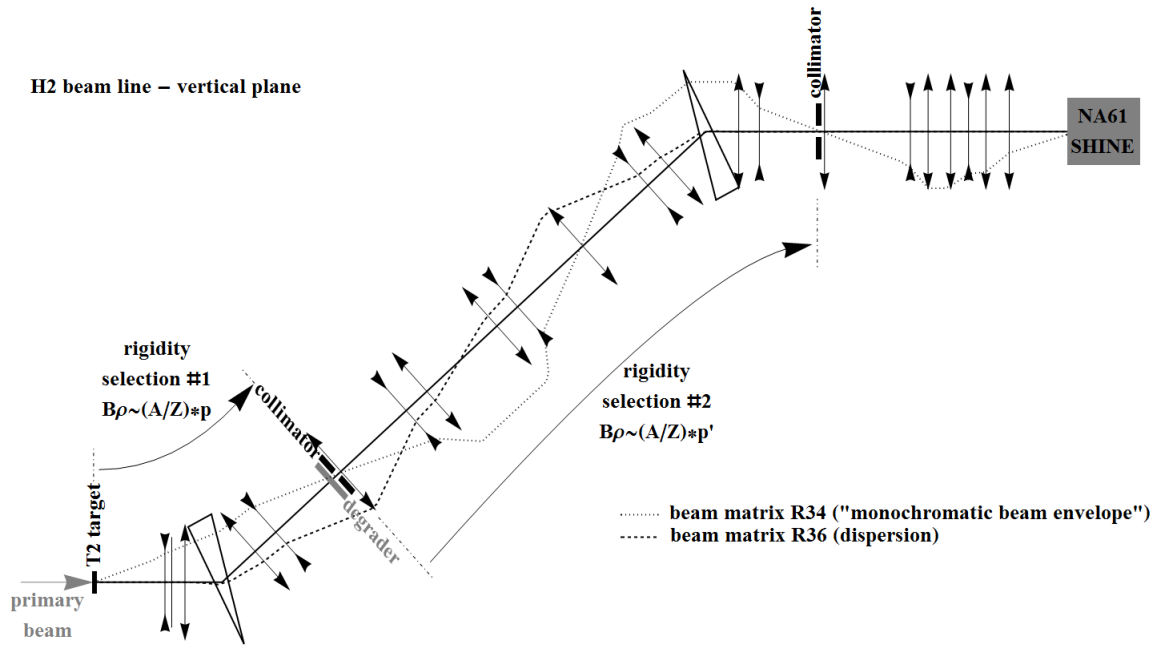 H2 beam line – vertical plane
collimator
NA61
SHINE
rigidity
selection #1
Bρ~(A/Z)*p
collimator
degrader
rigidity
selection #2
Bρ~(A/Z)*p'
T2 target
primary
beam
beam matrix R34 ("monochromatic beam envelope")
beam matrix R36 (dispersion)